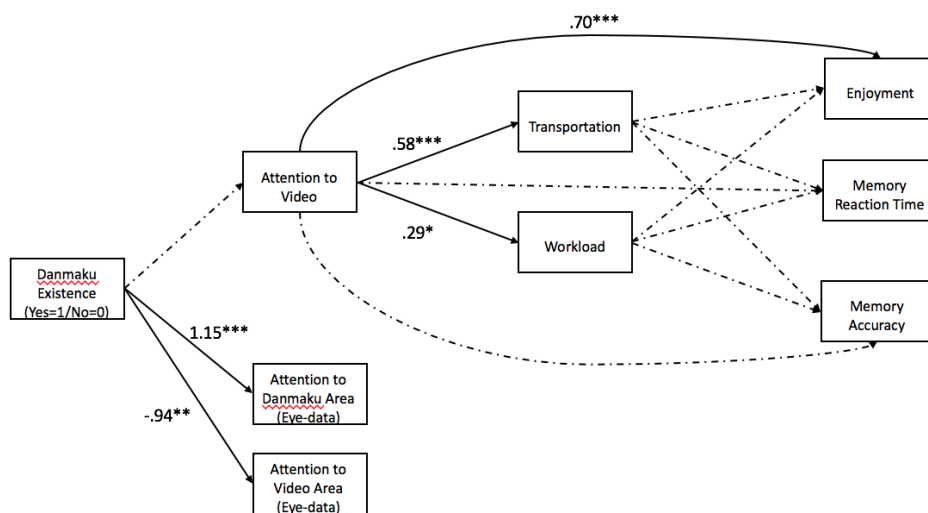 .70***
Enjoyment
Transportation
.58***
Attention to
Video
Memory
Reaction Time
.29*
Workload
Danmaku
Existence
(Yes=1/No=0)
Memory
Accuracy
1.15***
Attention to
Danmaku Area
(Eye-data)
-.94**
Attention to
Video Area
(Eye-data)